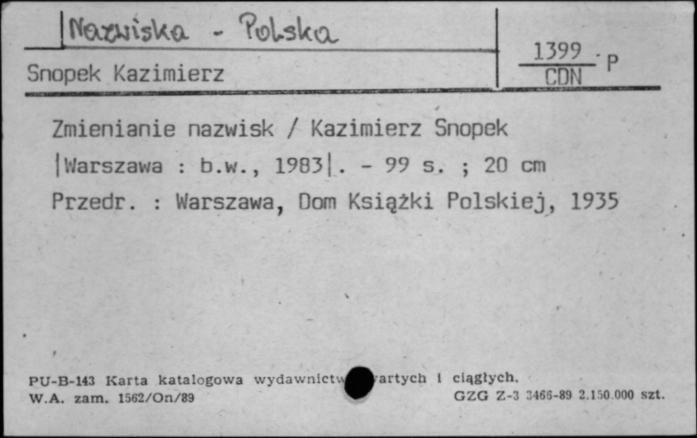 Nazwiska - Polska
Snopek Kazimierz
1399 P
CDN
Zmienianie nazwisk / Kazimierz Snopek
|Warszawa : b.w., 1983|. - 99 s. ; 20 cm
Przedr. : Warszawa, Dom Książki Polskiej, 1935
PU-B-143 Karta katalogowa wydawnictw i ciągłych.
W.A. zam. 1562/On/89 GZG Z-3 3466-89 2.150.000 szt.